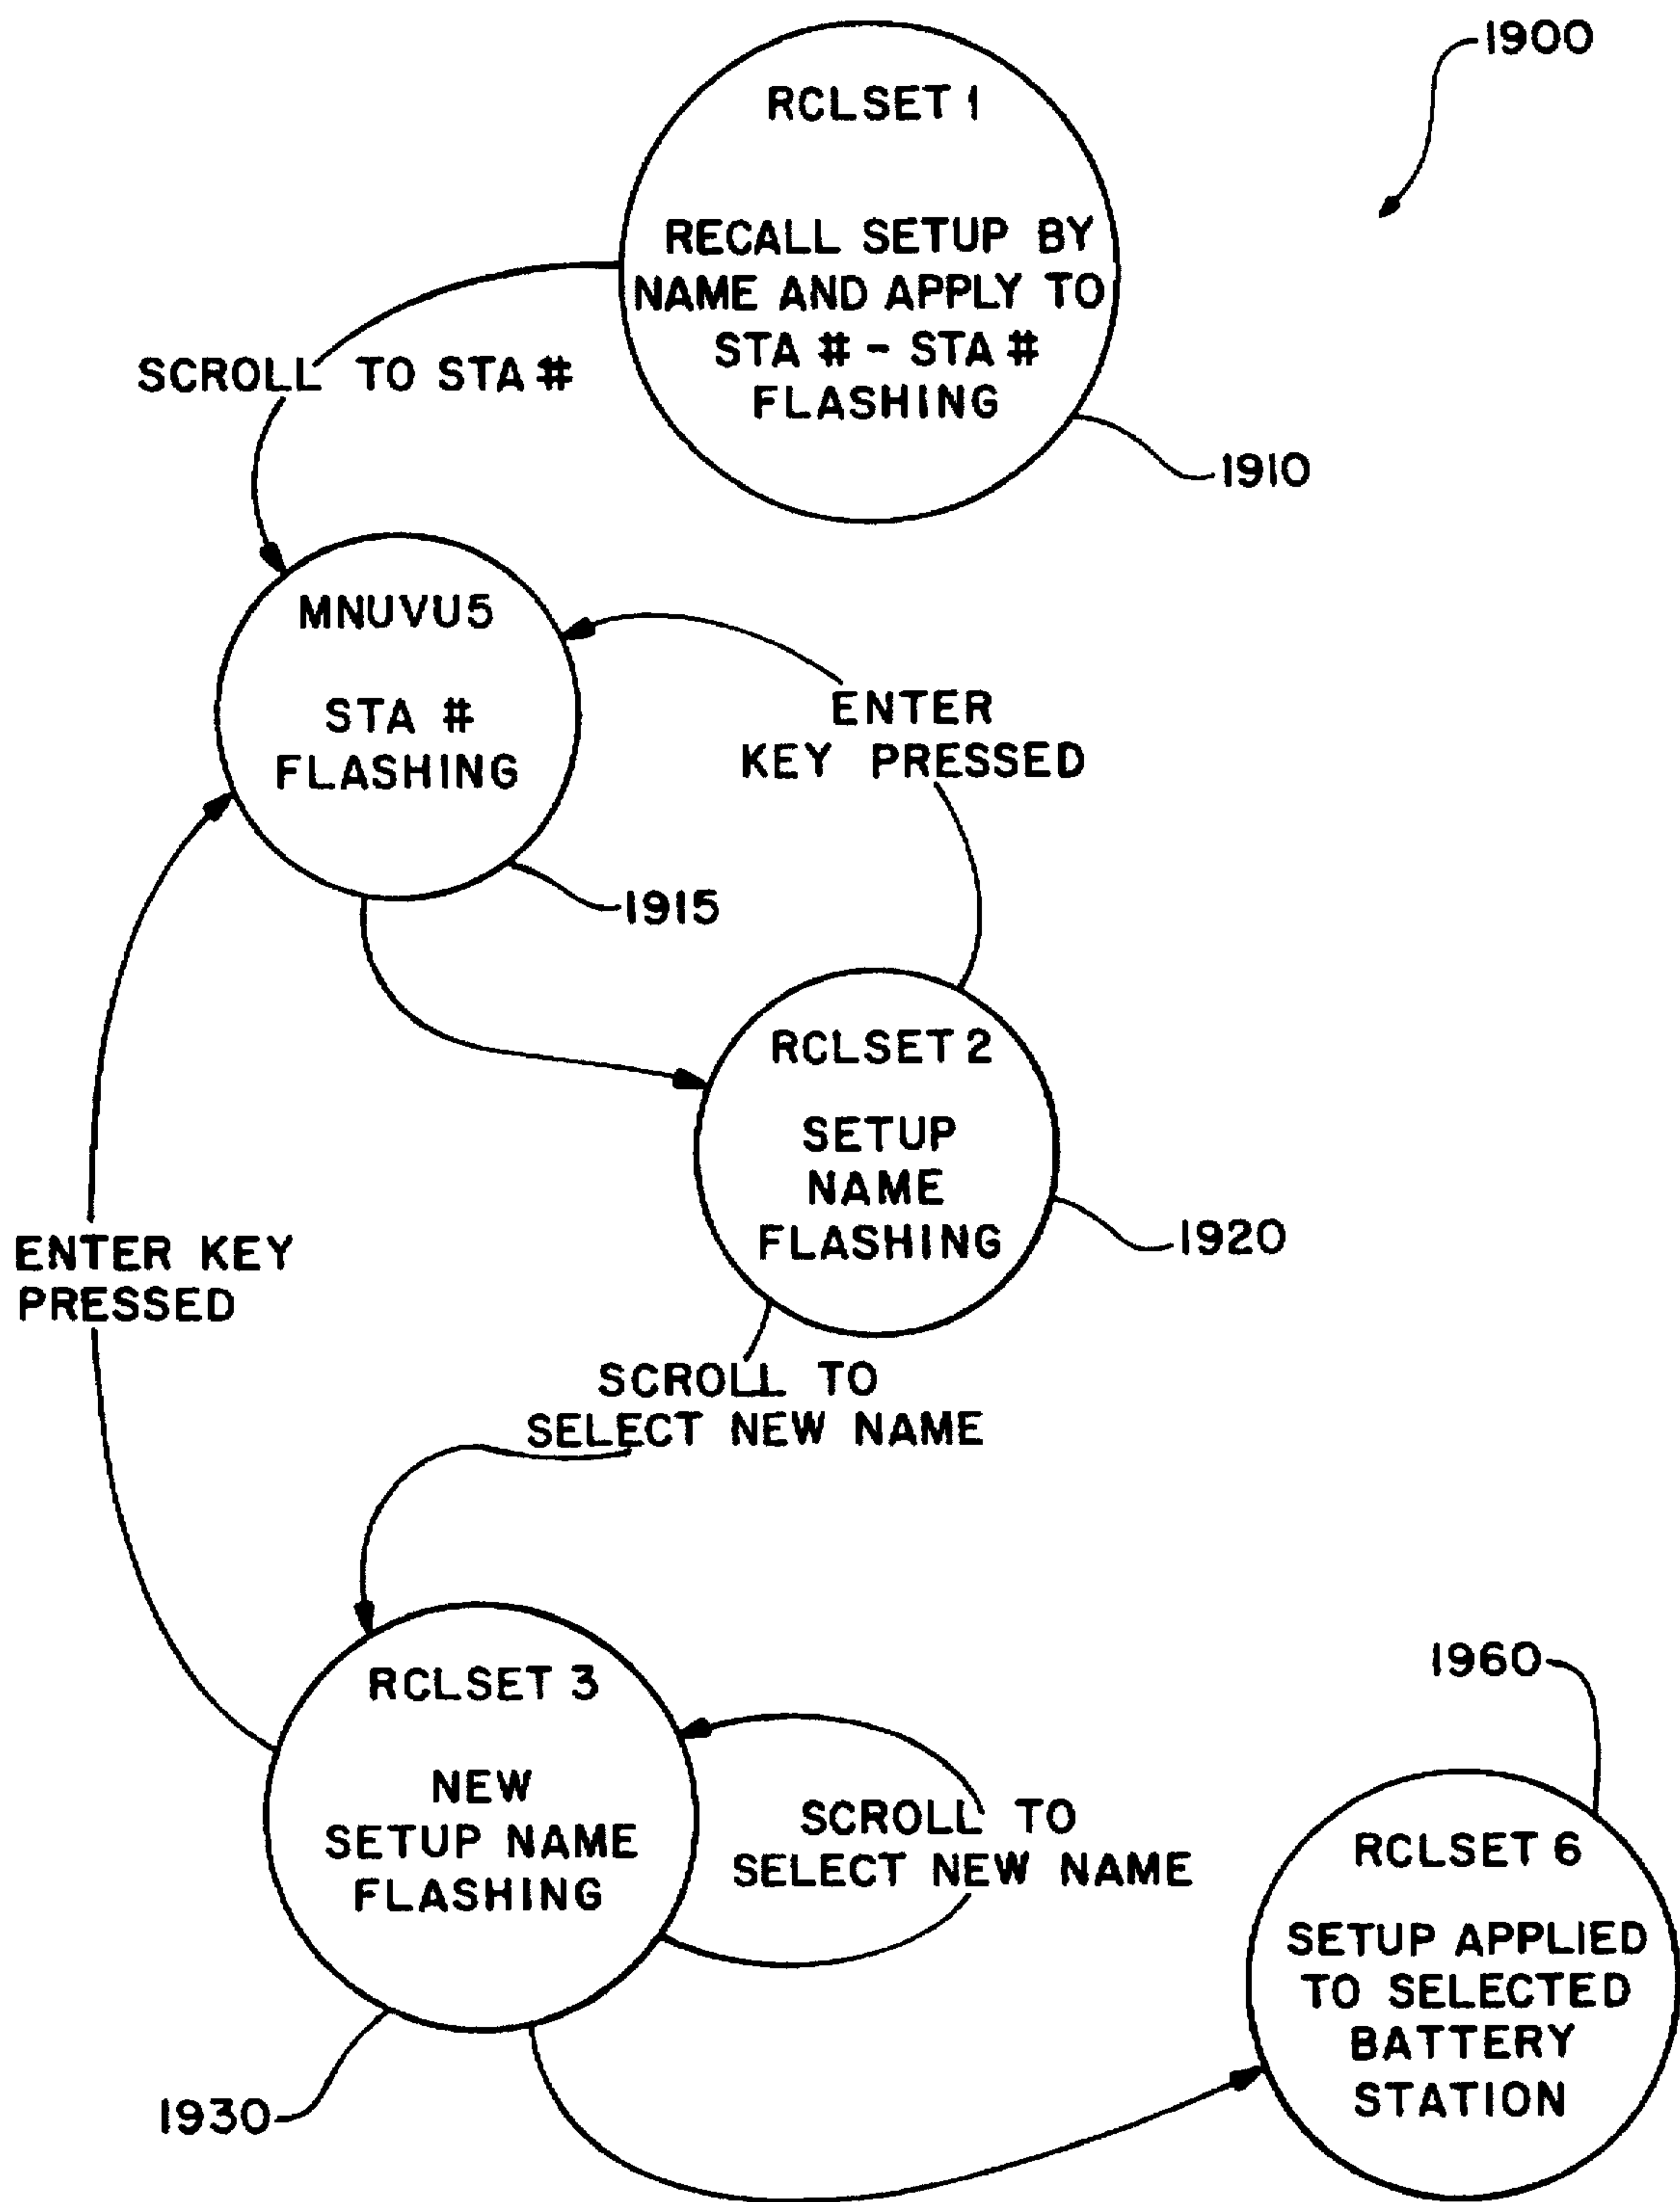 1900
RCLSET 1
RECALL SETUP BY
NAME AND APPLY TO
STA # - STA #
FLASHING
1910
SCROLL TO STA #
MNUVU5
STA #
FLASHING
1915
ENTER
KEY PRESSED
RCLSET 2
SETUP
NAME
FLASHING
1920
ENTER KEY
PRESSED
SCROLL TO
SELECT NEW NAME
RCLSET 3
NEW
SETUP NAME
FLASHING
1930
SCROLL TO
SELECT NEW NAME
1960
RCLSET 6
SETUP APPLIED
TO SELECTED
BATTERY
STATION